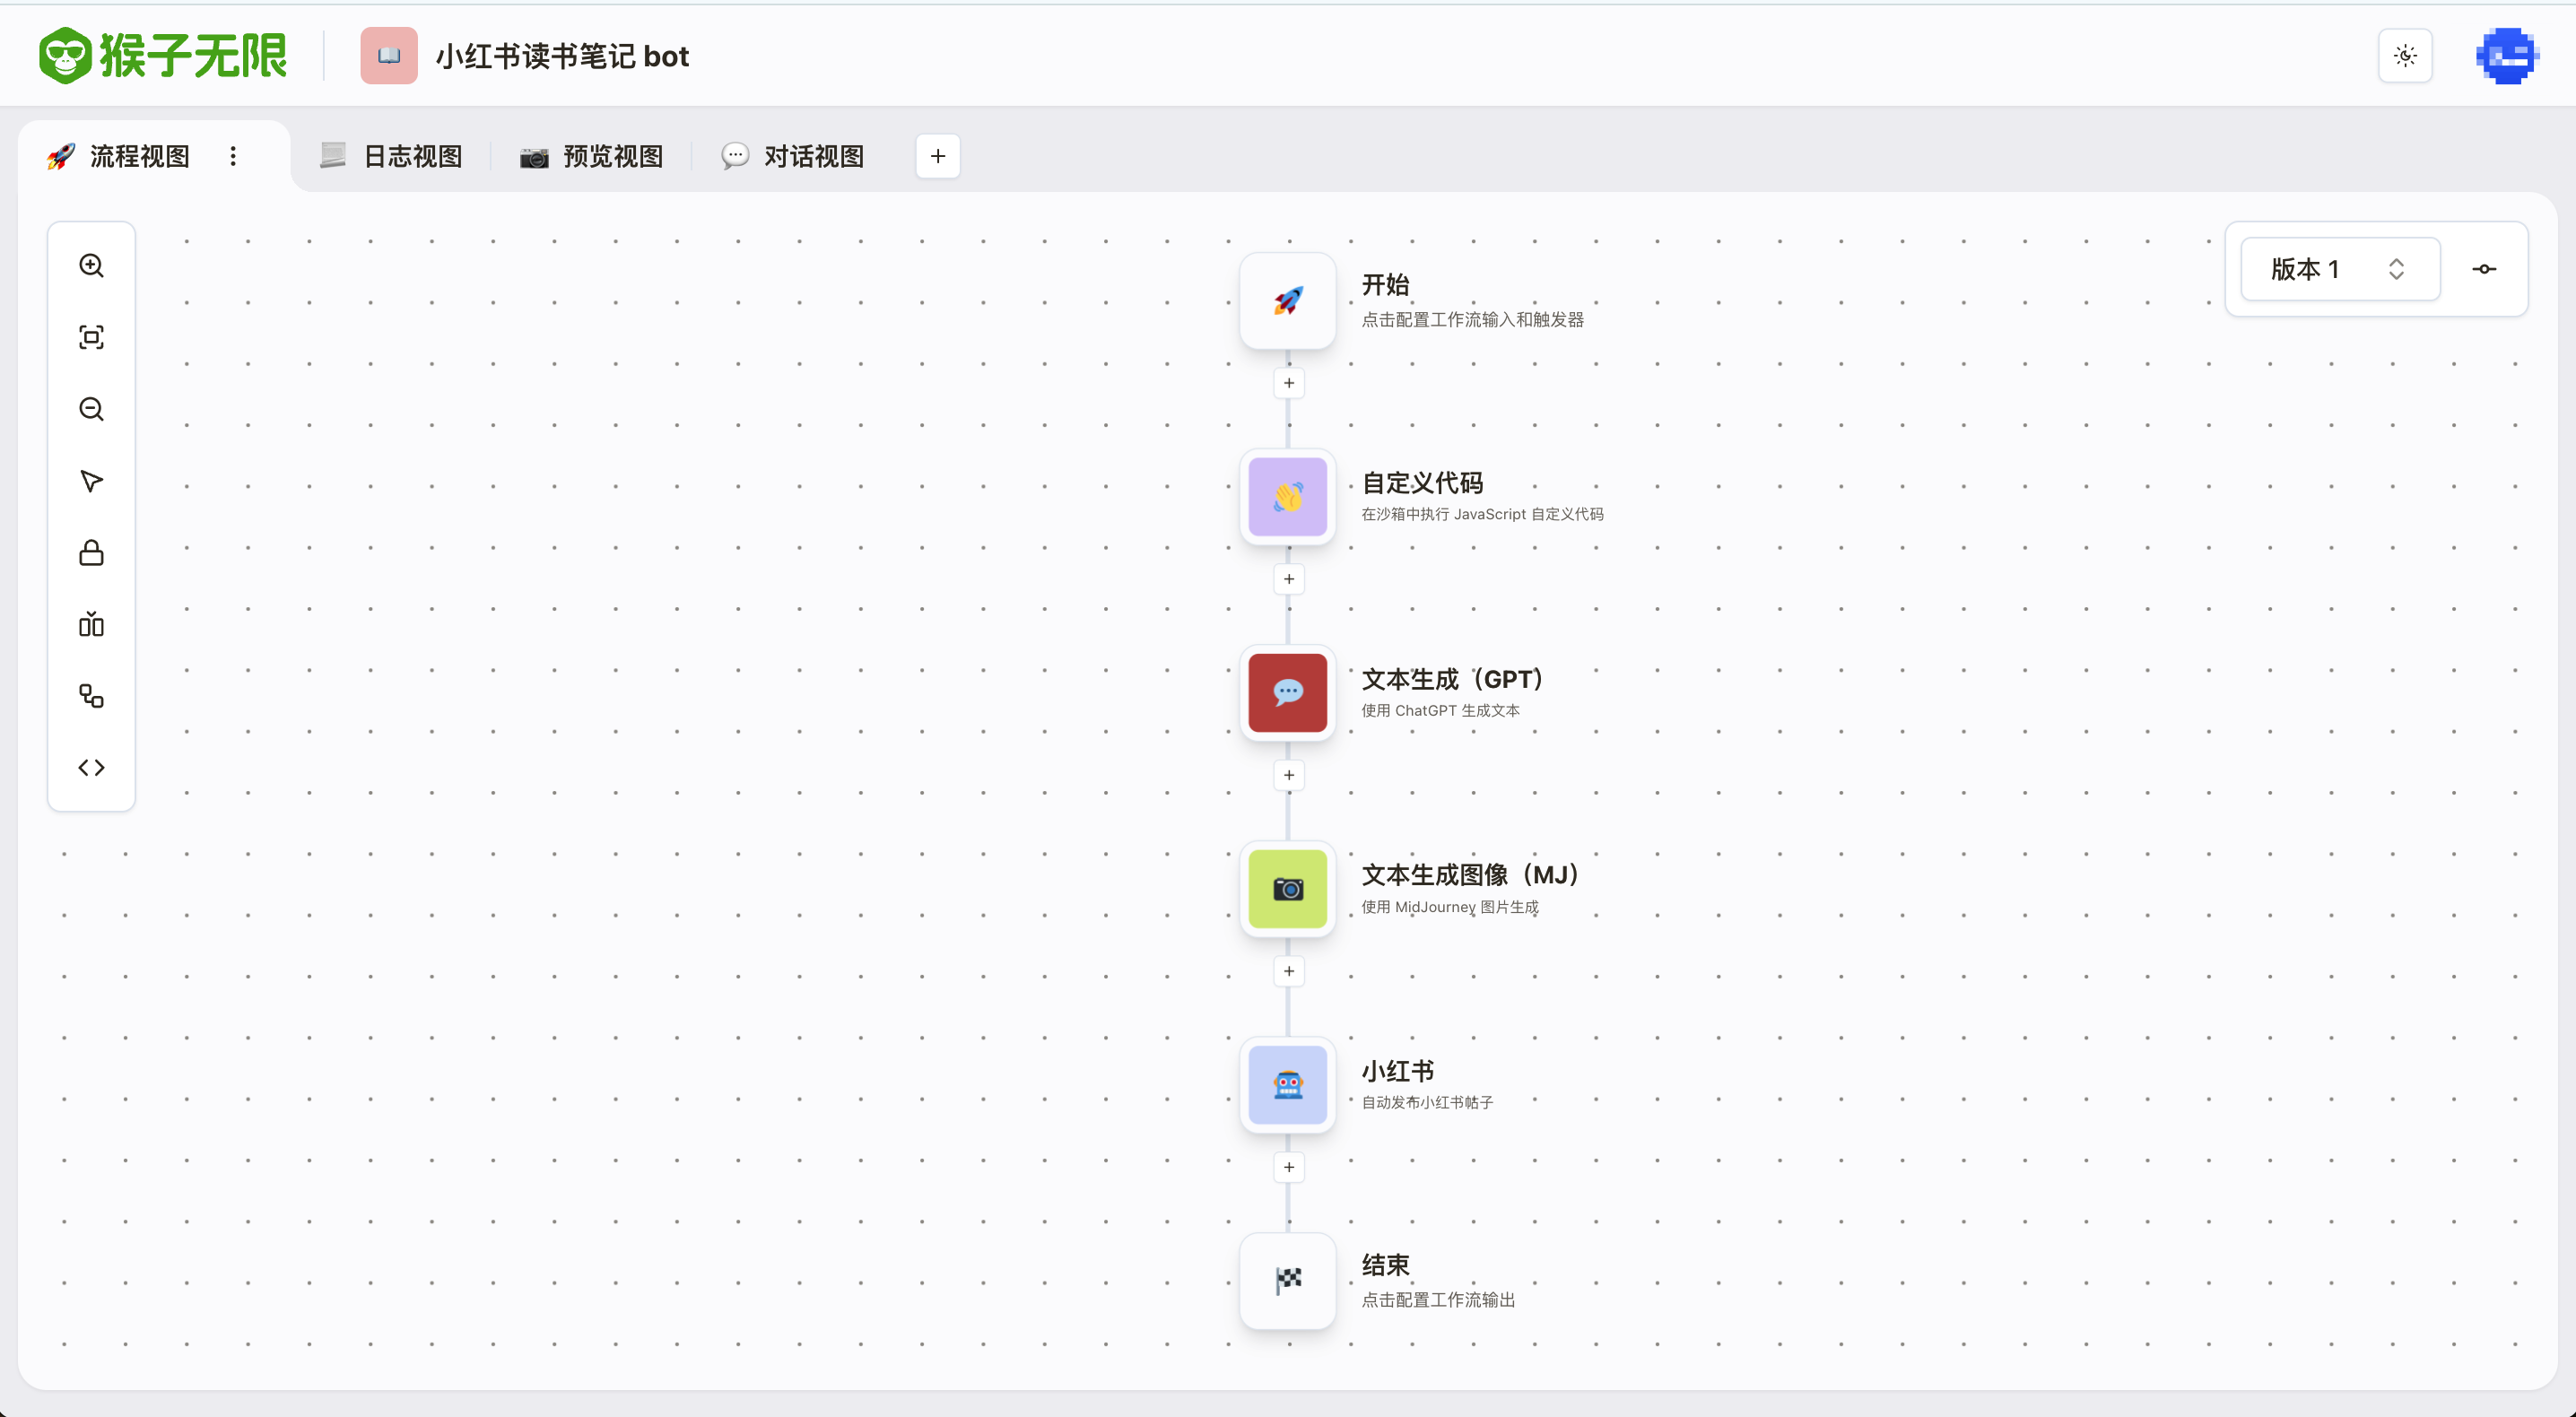 猴子无限
小红书读书笔记 bot
流程视图
日志视图
预览视图
对话视图
版本 1
开始
点击配置工作流输入和触发器
自定义代码
在沙箱中执行 JavaScript 自定义代码
文本生成（GPT）
使用 ChatGPT 生成文本
文本生成图像（MJ）
使用 MidJourney 图片生成
小红书
自动发布小红书帖子
结束
点击配置工作流输出